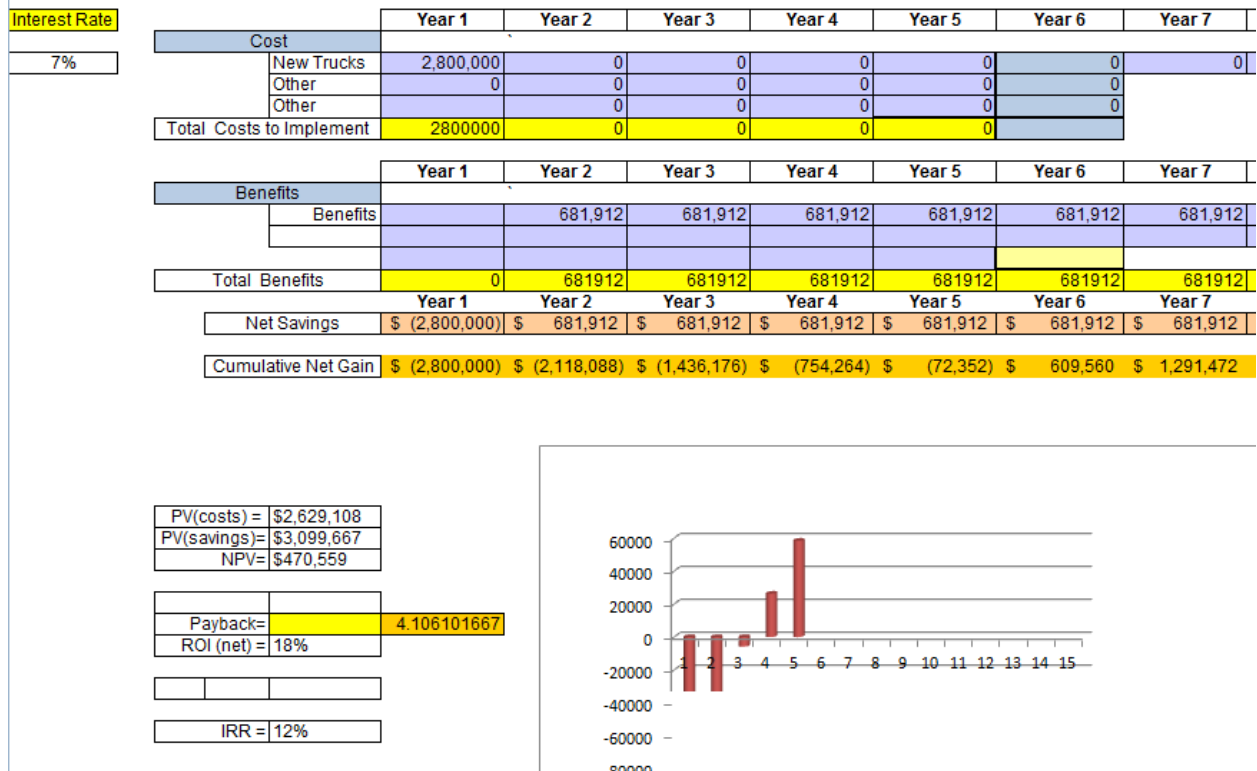 Interest Rate Year 1 Year 2 Year 3 Year 4 Year 5 Year 6 Year 7
Cost `
7% New Trucks 2,800,000 0 0 0 0 0 0
Other 0 0 0 0 0 0
Other 0 0 0 0 0
Total Costs to Implement 2800000 0 0 0 0
Year 1 Year 2 Year 3 Year 4 Year 5 Year 6 Year 7
Benefits `
Benefits 681,912 681,912 681,912 681,912 681,912 681,912
Total Benefits 0 681912 681912 681912 681912 681912 681912
Year 1 Year 2 Year 3 Year 4 Year 5 Year 6 Year 7
Net Savings $ (2,800,000) $ 681,912 $ 681,912 $ 681,912 $ 681,912 $ 681,912 $ 681,912
Cumulative Net Gain $ (2,800,000) $ (2,118,088) $ (1,436,176) $ (754,264) $ (72,352) $ 609,560 $ 1,291,472
PV(costs) = $2,629,108
PV(savings)= $3,099,667
NPV= $470,559
Payback= 4.106101667
ROI (net) = 18%
IRR = 12%
60000
40000
20000
0
1 2 3 4 5 6 7 8 9 10 11 12 13 14 15
-20000
-40000
-60000